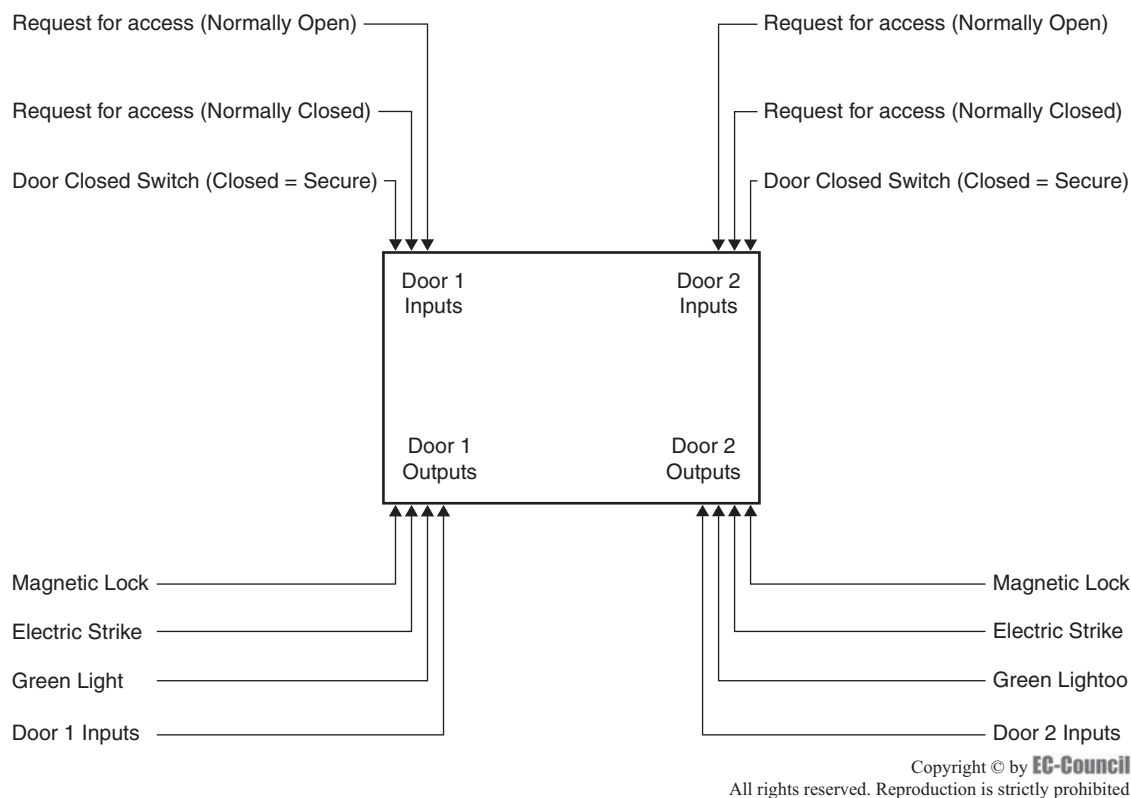 Request for access (Normally Open)
Request for access (Normally Open)
Request for access (Normally Closed)
Request for access (Normally Closed)
Door Closed Switch (Closed = Secure)
Door Closed Switch (Closed = Secure)
Door 1
Inputs
Door 2
Inputs
Door 1
Outputs
Door 2
Outputs
Magnetic Lock
Magnetic Lock
Electric Strike
Electric Strike
Green Light
Green Lightoo
Door 1 Inputs
Door 2 Inputs
Copyright © by EC-Council
All rights reserved. Reproduction is strictly prohibited